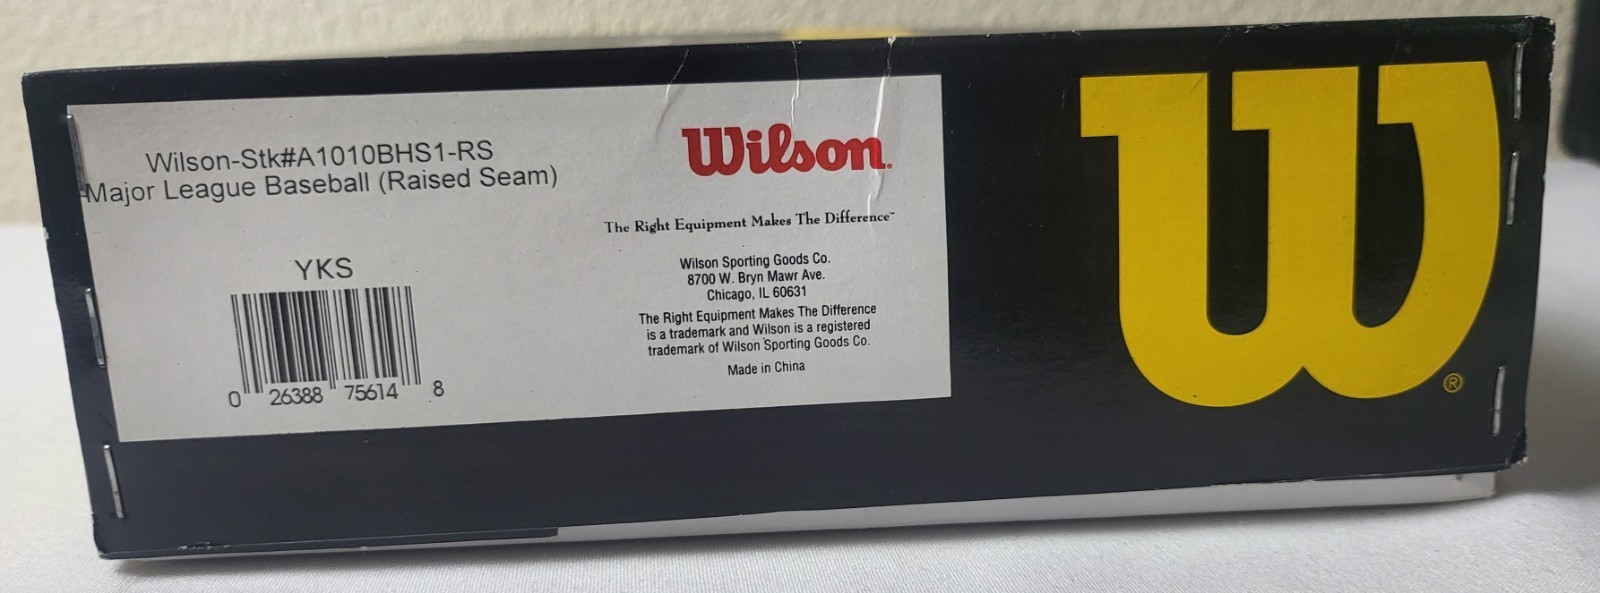 Wilson-Stk#A1010BHS1-RS
Major League Baseball (Raised Seam)
YKS
0 26388 75614 8
Wilson.
The Right Equipment Makes The Difference™
Wilson Sporting Goods Co.
8700 W. Bryn Mawr Ave.
Chicago, IL 60631
The Right Equipment Makes The Difference
is a trademark and Wilson is a registered
trademark of Wilson Sporting Goods Co.
Made in China
W®